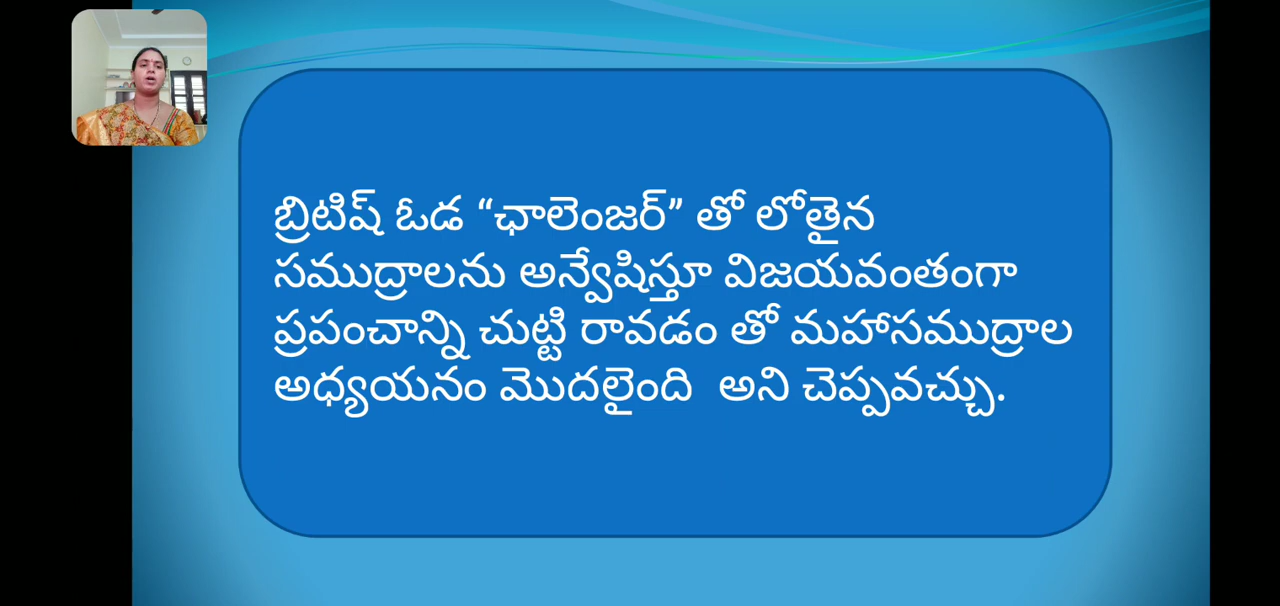 బ్రిటిష్ ఓడ “ఛాలెంజర్” తో లోతైన
సముద్రాలను అన్వేషిస్తూ విజయవంతంగా
ప్రపంచాన్ని చుట్టి రావడం తో మహాసముద్రాల
అధ్యయనం మొదలైంది  అని చెప్పవచ్చు.